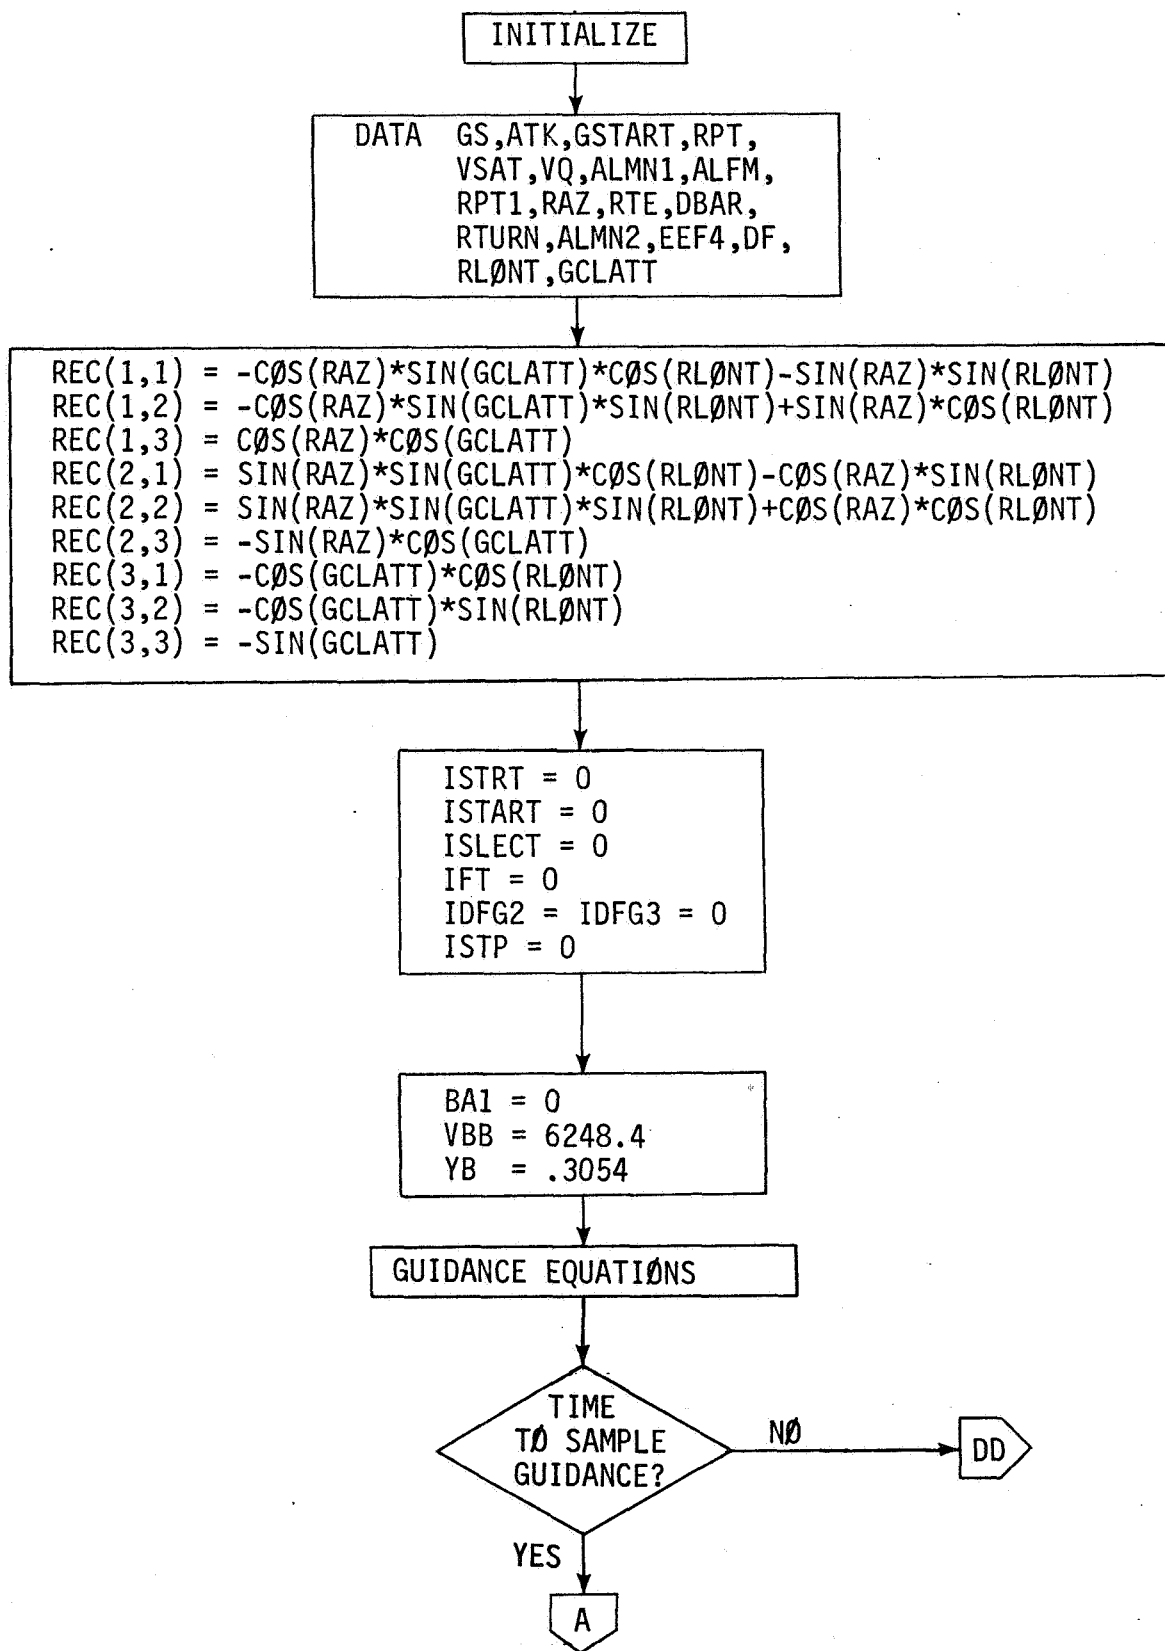 INITIALIZE
DATA GS,ATK,GSTART,RPT,
VSAT,VQ,ALMN1,ALFM,
RPT1,RAZ,RTE,DBAR,
RTURN,ALMN2,EEF4,DF,
RLØNT,GCLATT
REC(1,1) = -CØS(RAZ)*SIN(GCLATT)*CØS(RLØNT)-SIN(RAZ)*SIN(RLØNT)
REC(1,2) = -CØS(RAZ)*SIN(GCLATT)*SIN(RLØNT)+SIN(RAZ)*CØS(RLØNT)
REC(1,3) = CØS(RAZ)*CØS(GCLATT)
REC(2,1) = SIN(RAZ)*SIN(GCLATT)*CØS(RLØNT)-CØS(RAZ)*SIN(RLØNT)
REC(2,2) = SIN(RAZ)*SIN(GCLATT)*SIN(RLØNT)+CØS(RAZ)*CØS(RLØNT)
REC(2,3) = -SIN(RAZ)*CØS(GCLATT)
REC(3,1) = -CØS(GCLATT)*CØS(RLØNT)
REC(3,2) = -CØS(GCLATT)*SIN(RLØNT)
REC(3,3) = -SIN(GCLATT)
ISTRT = 0
ISTART = 0
ISLECT = 0
IFT = 0
IDFG2 = IDFG3 = 0
ISTP = 0
BA1 = 0
VBB = 6248.4
YB = .3054
GUIDANCE EQUATIØNS
TIME
TØ SAMPLE
GUIDANCE?
NØ
DD
YES
A